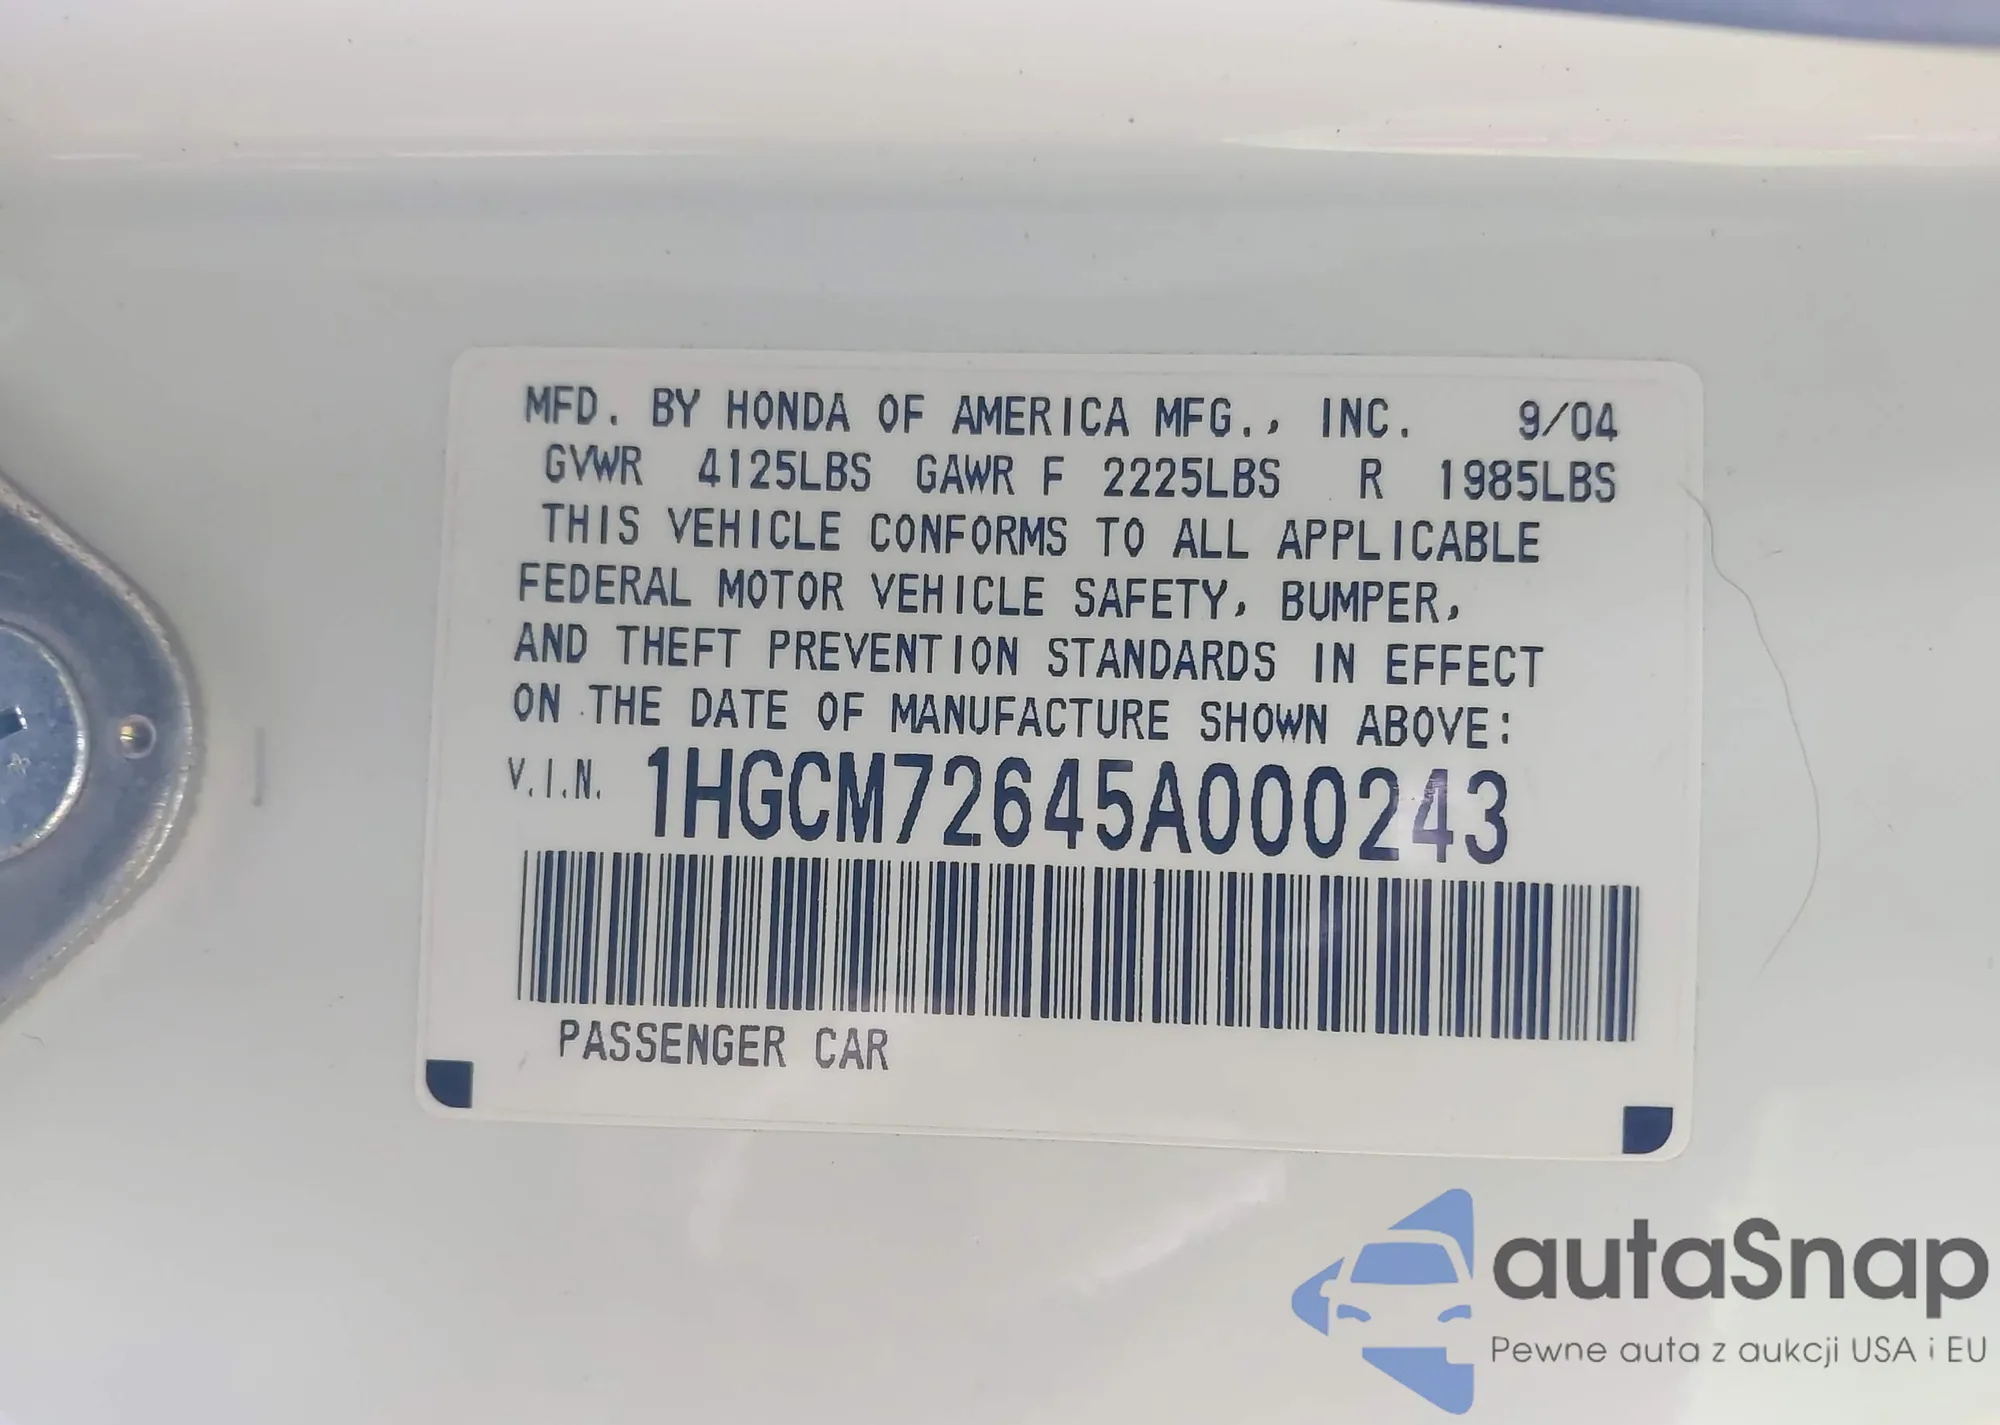 MFD. BY HONDA OF AMERICA MFG., INC. 9/04
GVWR 4125LBS GAWR F 2225LBS R 1985LBS
THIS VEHICLE CONFORMS TO ALL APPLICABLE
FEDERAL MOTOR VEHICLE SAFETY, BUMPER,
AND THEFT PREVENTION STANDARDS IN EFFECT
ON THE DATE OF MANUFACTURE SHOWN ABOVE:
V.I.N. 1HGCM72645A000243
PASSENGER CAR
autaSnap
Pewne auta z aukcji USA i EU